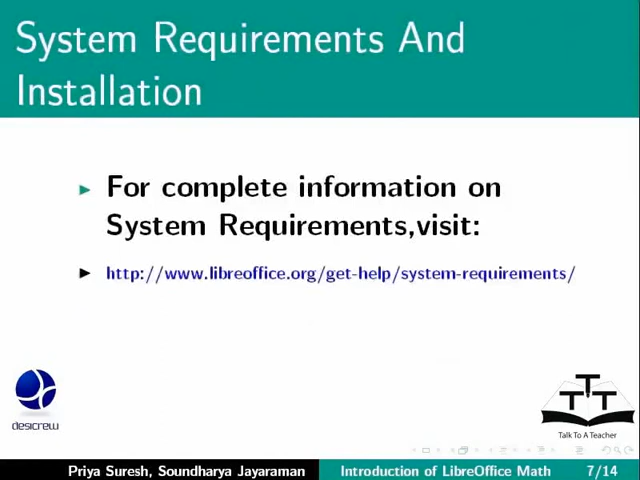 System Requirements And
Installation
For complete information on
System Requirements,visit:
http://www.libreoffice.org/get-help/system-requirements/
desicrew
TTT
Talk To A Teacher
Priya Suresh, Soundharya Jayaraman
Introduction of LibreOffice Math
7/14